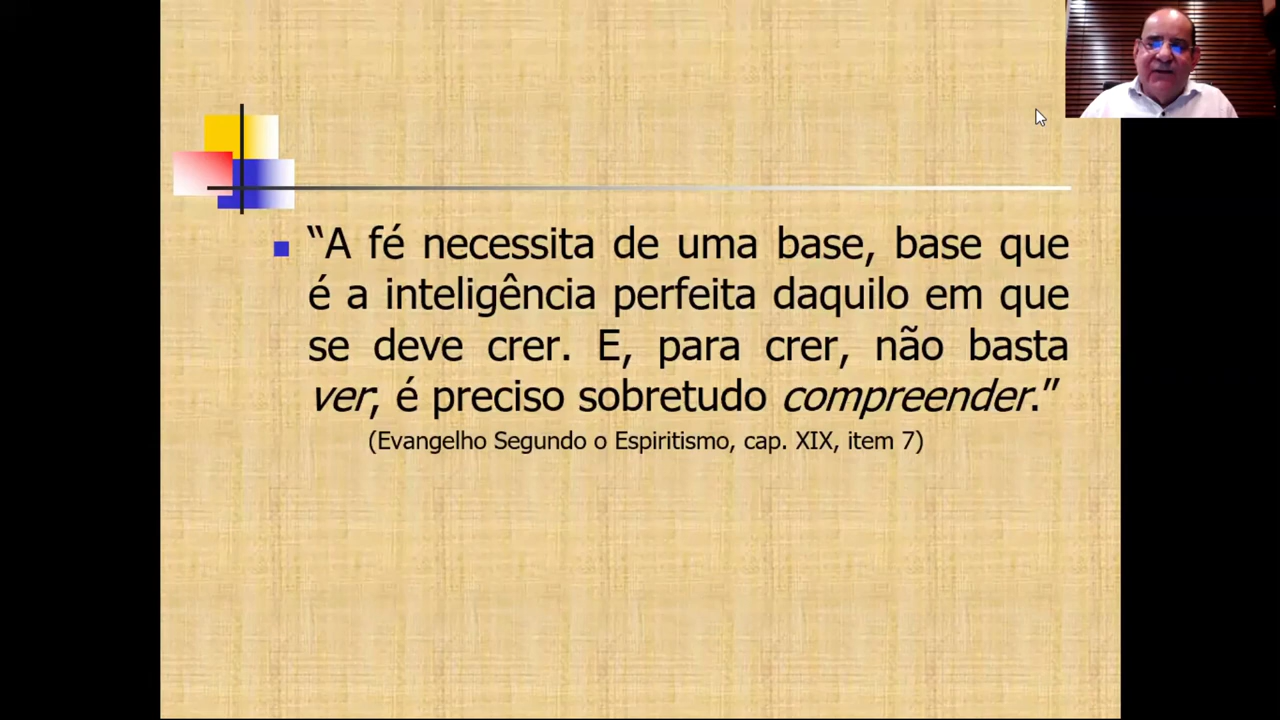 “A fé necessita de uma base, base que
é a inteligência perfeita daquilo em que
se deve crer. E, para crer, não basta
ver; é preciso sobretudo compreender.”
(Evangelho Segundo o Espiritismo, cap. XIX, item 7)